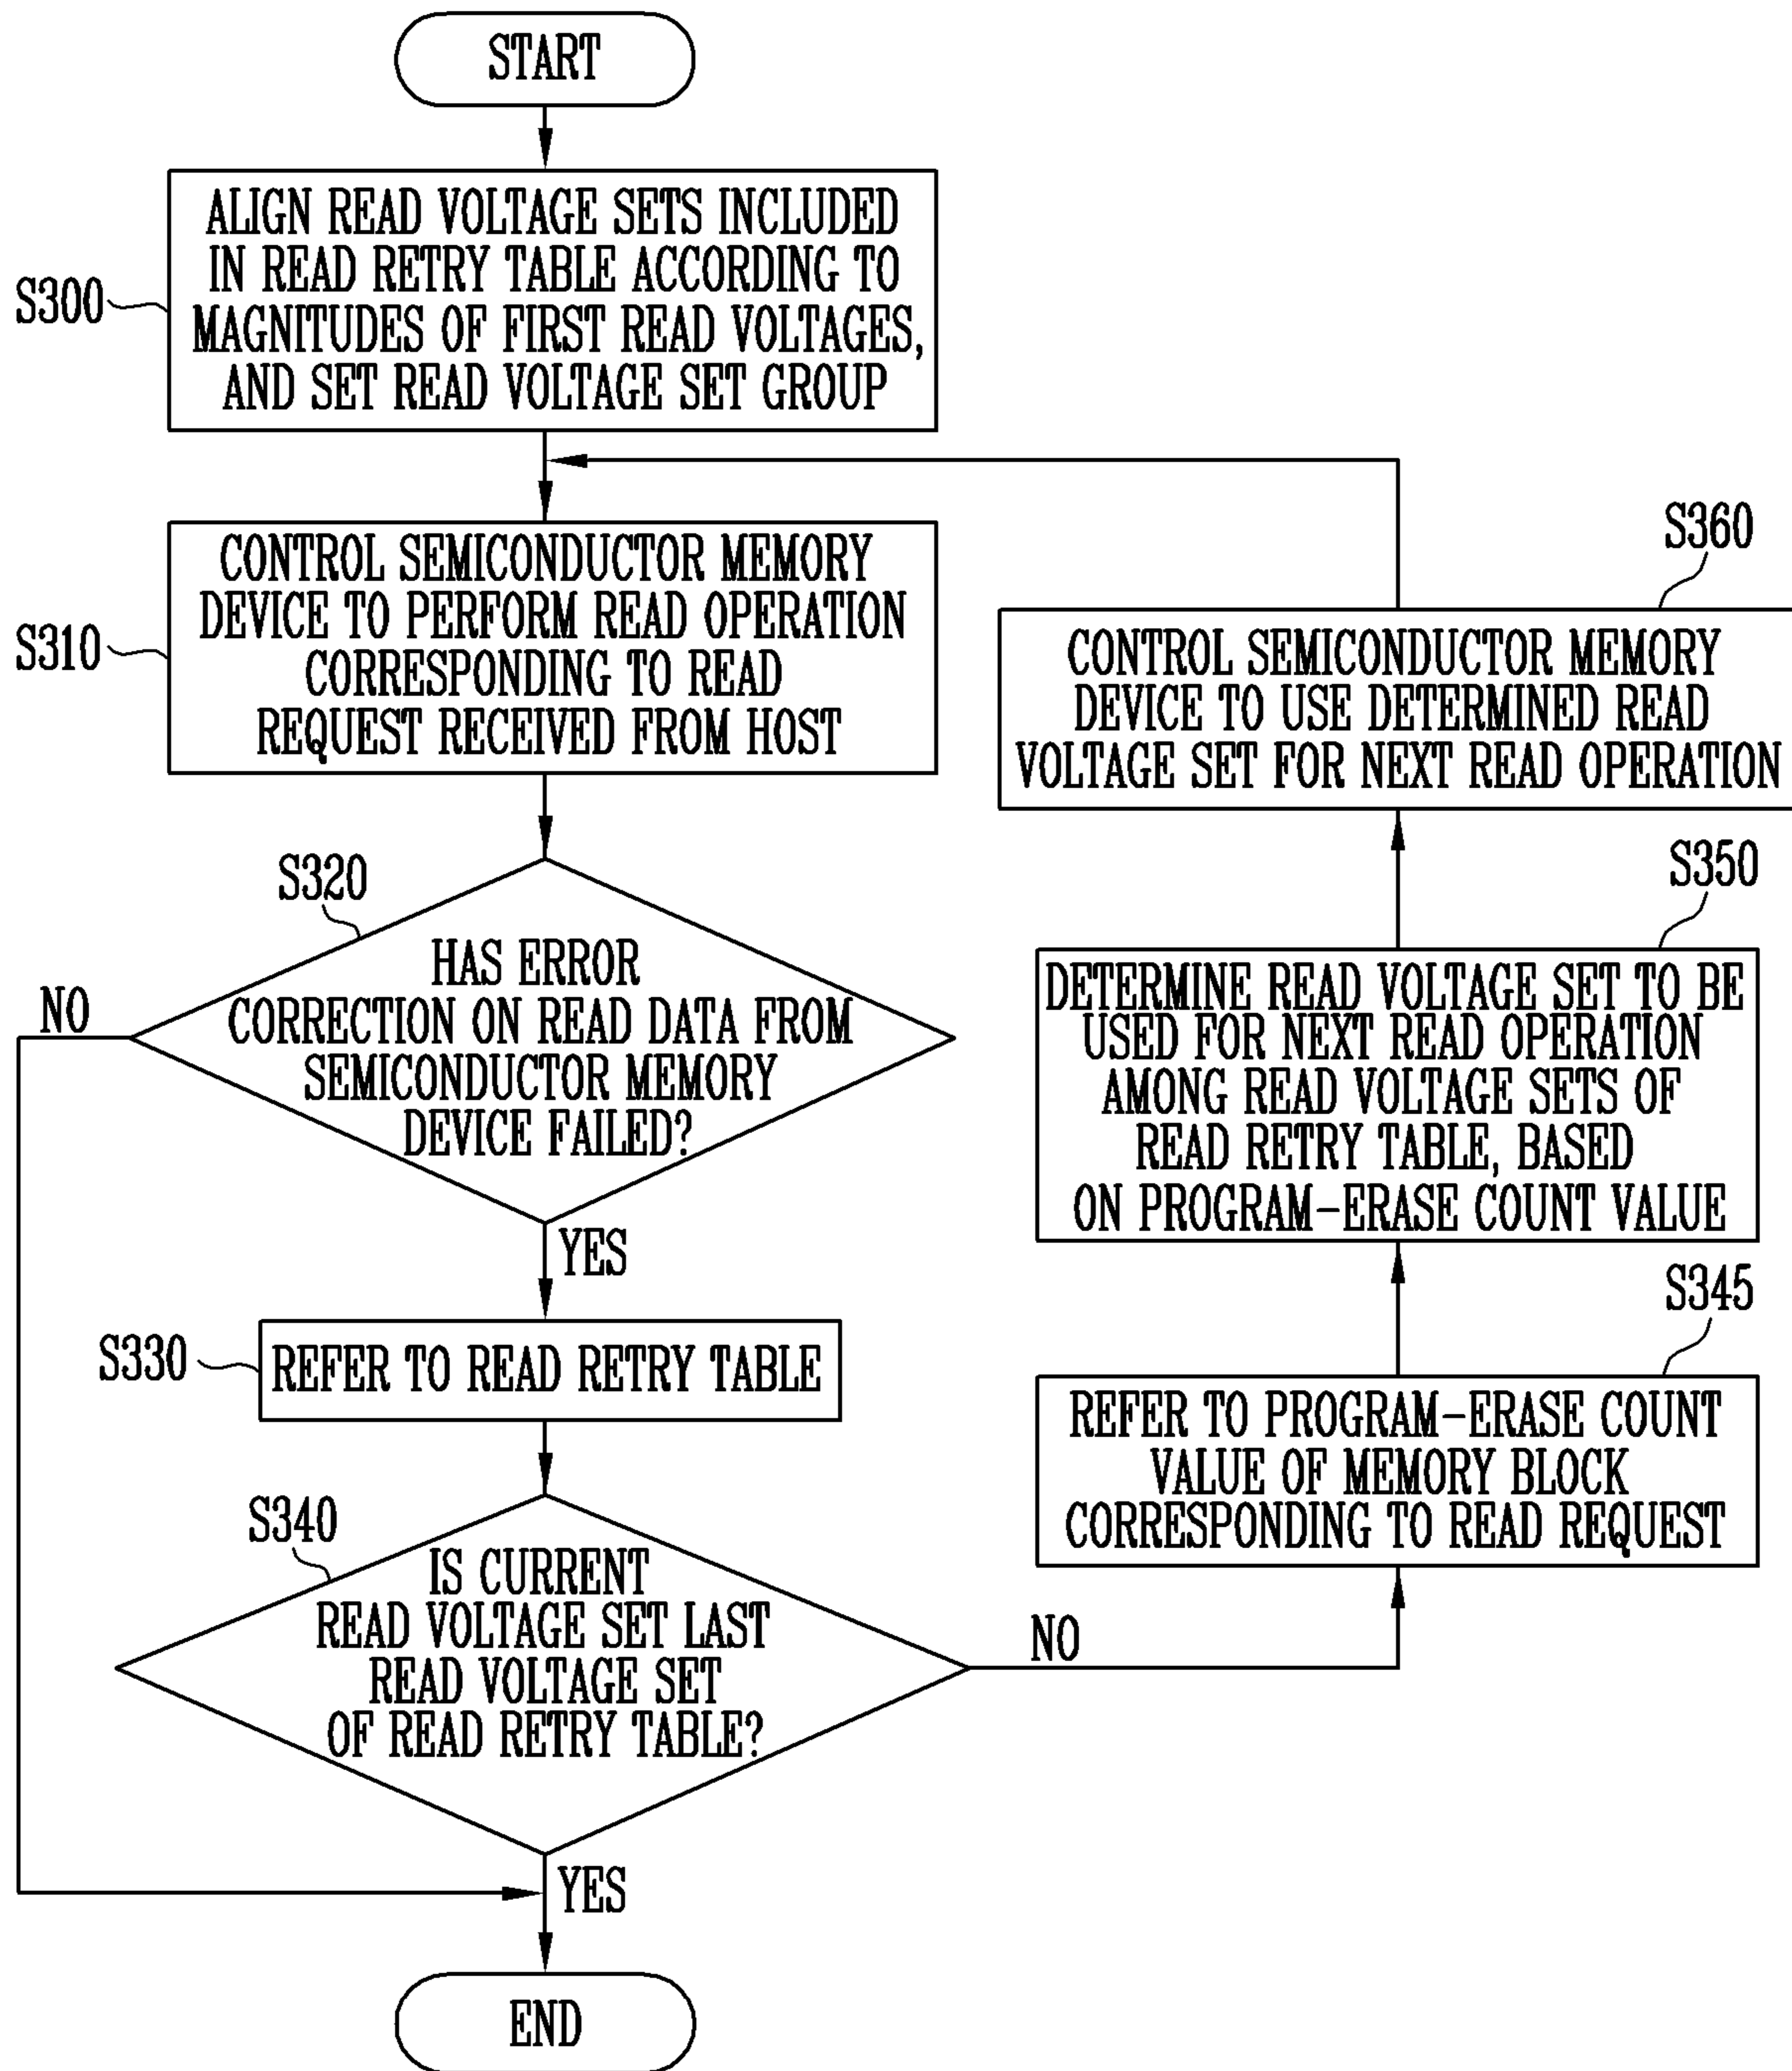 START
S300
ALIGN READ VOLTAGE SETS INCLUDED
IN READ RETRY TABLE ACCORDING TO
MAGNITUDES OF FIRST READ VOLTAGES,
AND SET READ VOLTAGE SET GROUP
S310
CONTROL SEMICONDUCTOR MEMORY
DEVICE TO PERFORM READ OPERATION
CORRESPONDING TO READ
REQUEST RECEIVED FROM HOST
S320
HAS ERROR
CORRECTION ON READ DATA FROM
SEMICONDUCTOR MEMORY
DEVICE FAILED?
NO
YES
S330
REFER TO READ RETRY TABLE
S340
IS CURRENT
READ VOLTAGE SET LAST
READ VOLTAGE SET
OF READ RETRY TABLE?
NO
YES
S345
REFER TO PROGRAM-ERASE COUNT
VALUE OF MEMORY BLOCK
CORRESPONDING TO READ REQUEST
S350
DETERMINE READ VOLTAGE SET TO BE
USED FOR NEXT READ OPERATION
AMONG READ VOLTAGE SETS OF
READ RETRY TABLE, BASED
ON PROGRAM-ERASE COUNT VALUE
S360
CONTROL SEMICONDUCTOR MEMORY
DEVICE TO USE DETERMINED READ
VOLTAGE SET FOR NEXT READ OPERATION
END